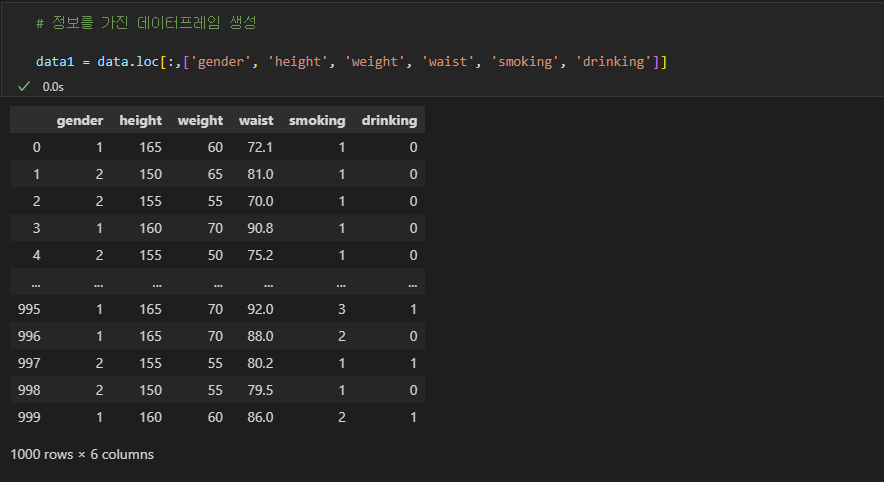 # 정보를 가진 데이터프레임 생성
data1 = data.loc[:,['gender', 'height', 'weight', 'waist', 'smoking', 'drinking']]
0.0s
gender height weight waist smoking drinking
0 1 165 60 72.1 1 0
1 2 150 65 81.0 1 0
2 2 155 55 70.0 1 0
3 1 160 70 90.8 1 0
4 2 155 50 75.2 1 0
... ... ... ... ... ... ...
995 1 165 70 92.0 3 1
996 1 165 70 88.0 2 0
997 2 155 55 80.2 1 1
998 2 150 55 79.5 1 0
999 1 160 60 86.0 2 1
1000 rows × 6 columns